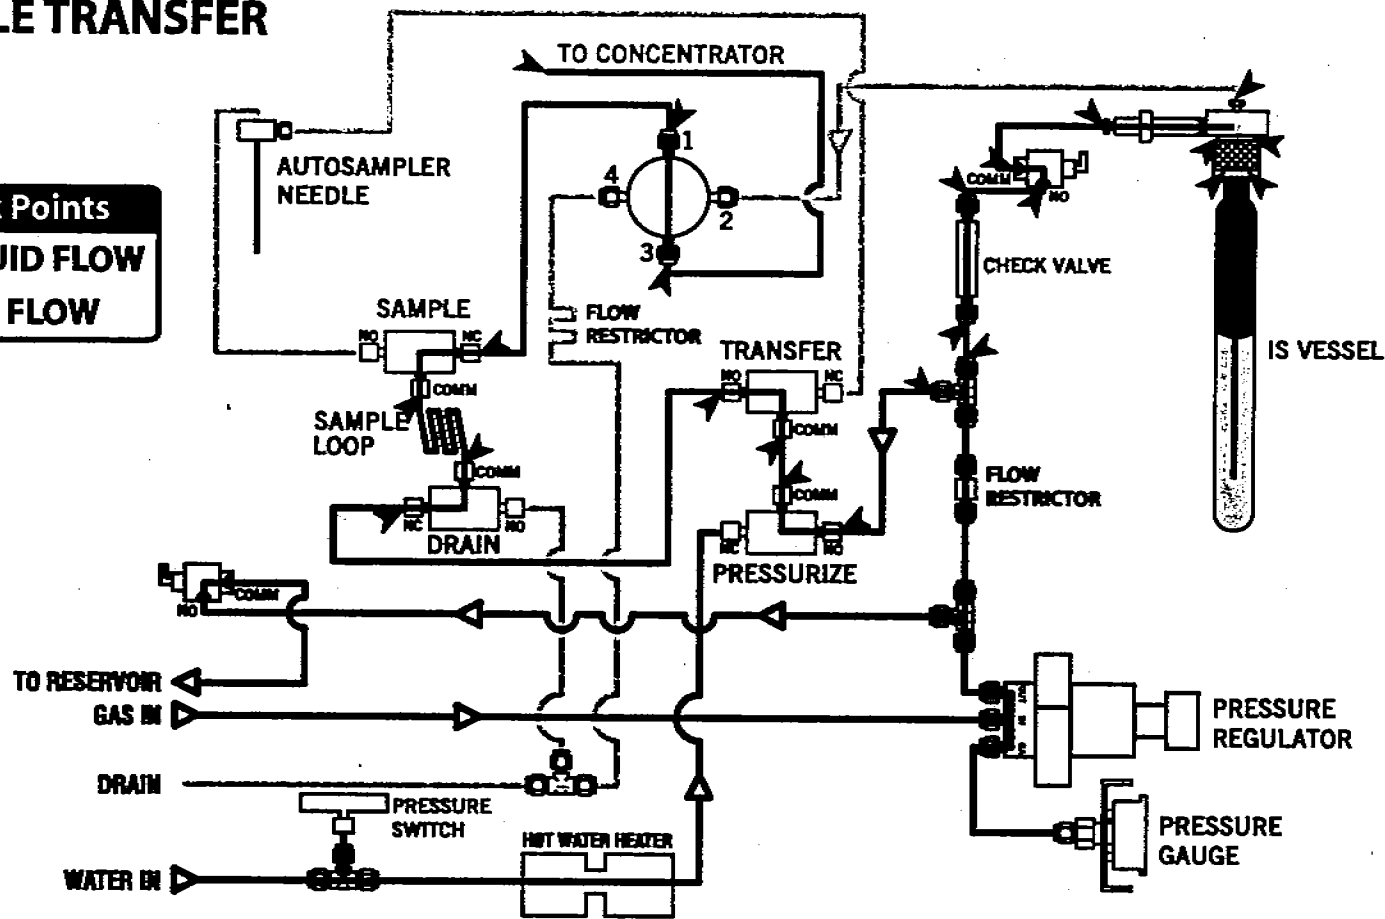 LE TRANSFER
TO CONCENTRATOR
1
AUTOSAMPLER
NEEDLE
4
2
3
COMM
NO
k Points
UID FLOW
FLOW
CHECK VALVE
SAMPLE
NO
NC
COMM
FLOW
RESTRICTOR
TRANSFER
NO
NC
COMM
IS VESSEL
SAMPLE
LOOP
COMM
NC
NO
DRAIN
COMM
NC
NO
PRESSURIZE
FLOW
RESTRICTOR
NO
COMM
TO RESERVOIR
GAS IN
OUT
IN
GA
PRESSURE
REGULATOR
DRAIN
PRESSURE
SWITCH
HOT WATER HEATER
PRESSURE
GAUGE
WATER IN